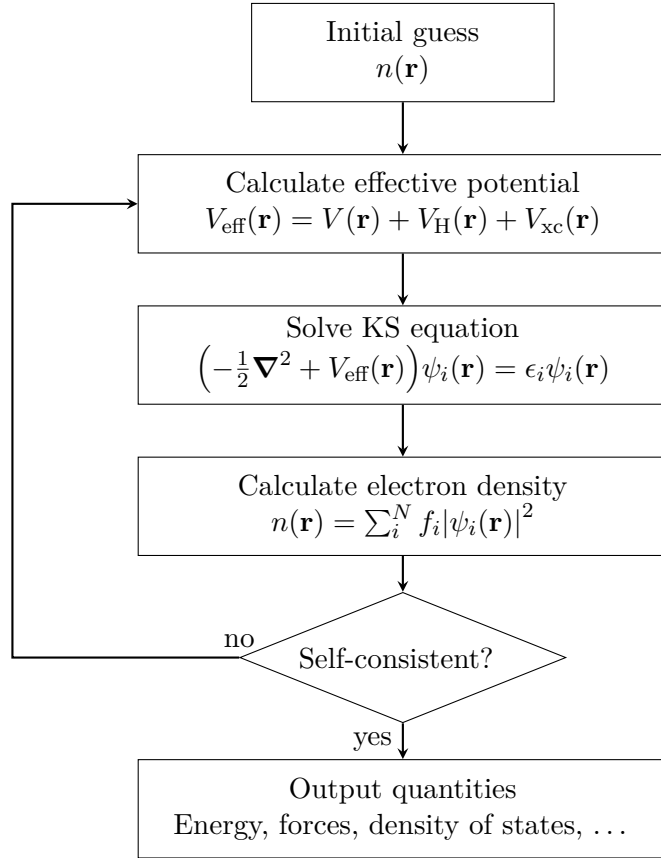 Initial guess
n(𝐫)
Calculate effective potential
V_eff(𝐫) = V(𝐫) + V_H(𝐫) + V_xc(𝐫)
Solve KS equation
(−½𝛁² + V_eff(𝐫))ψ_i(𝐫) = ϵ_iψ_i(𝐫)
Calculate electron density
n(𝐫) = ∑_i^N f_i|ψ_i(𝐫)|²
no
Self-consistent?
yes
Output quantities
Energy, forces, density of states, …